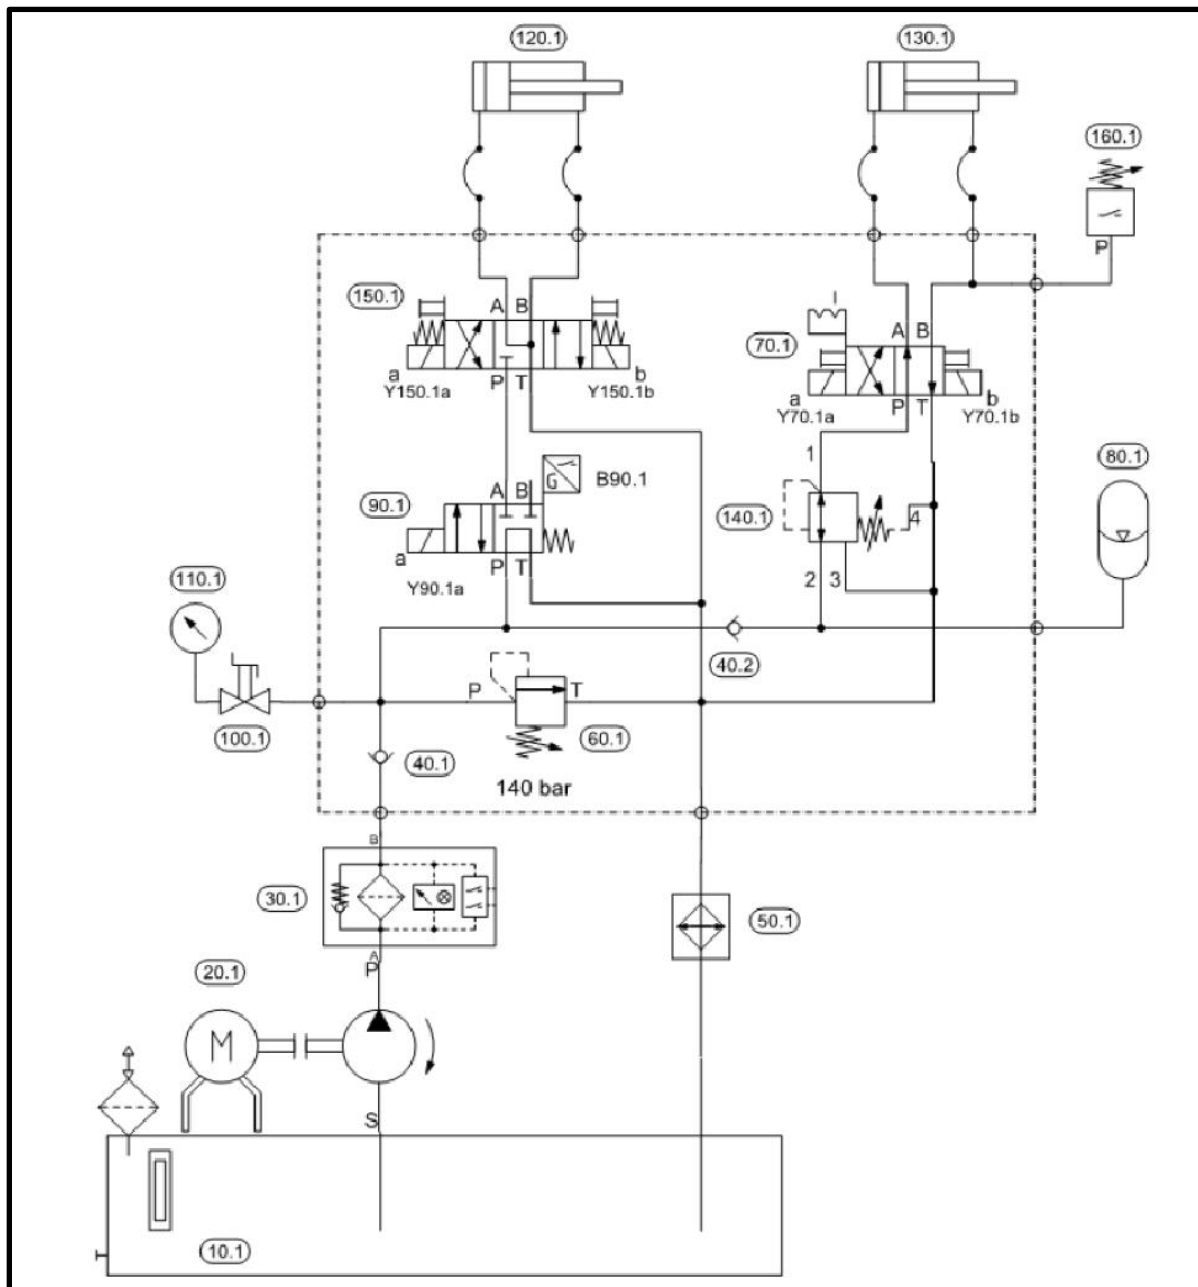 120.1
130.1
160.1
P
150.1
A B
a
P T
b
Y150.1a
Y150.1b
70.1
A B
a
P T
b
Y70.1a
Y70.1b
1
80.1
A B
G
B90.1
90.1
a
P T
Y90.1a
140.1
4
2 3
110.1
40.2
P
T
100.1
60.1
40.1
140 bar
B
30.1
50.1
A
P
20.1
M
S
10.1